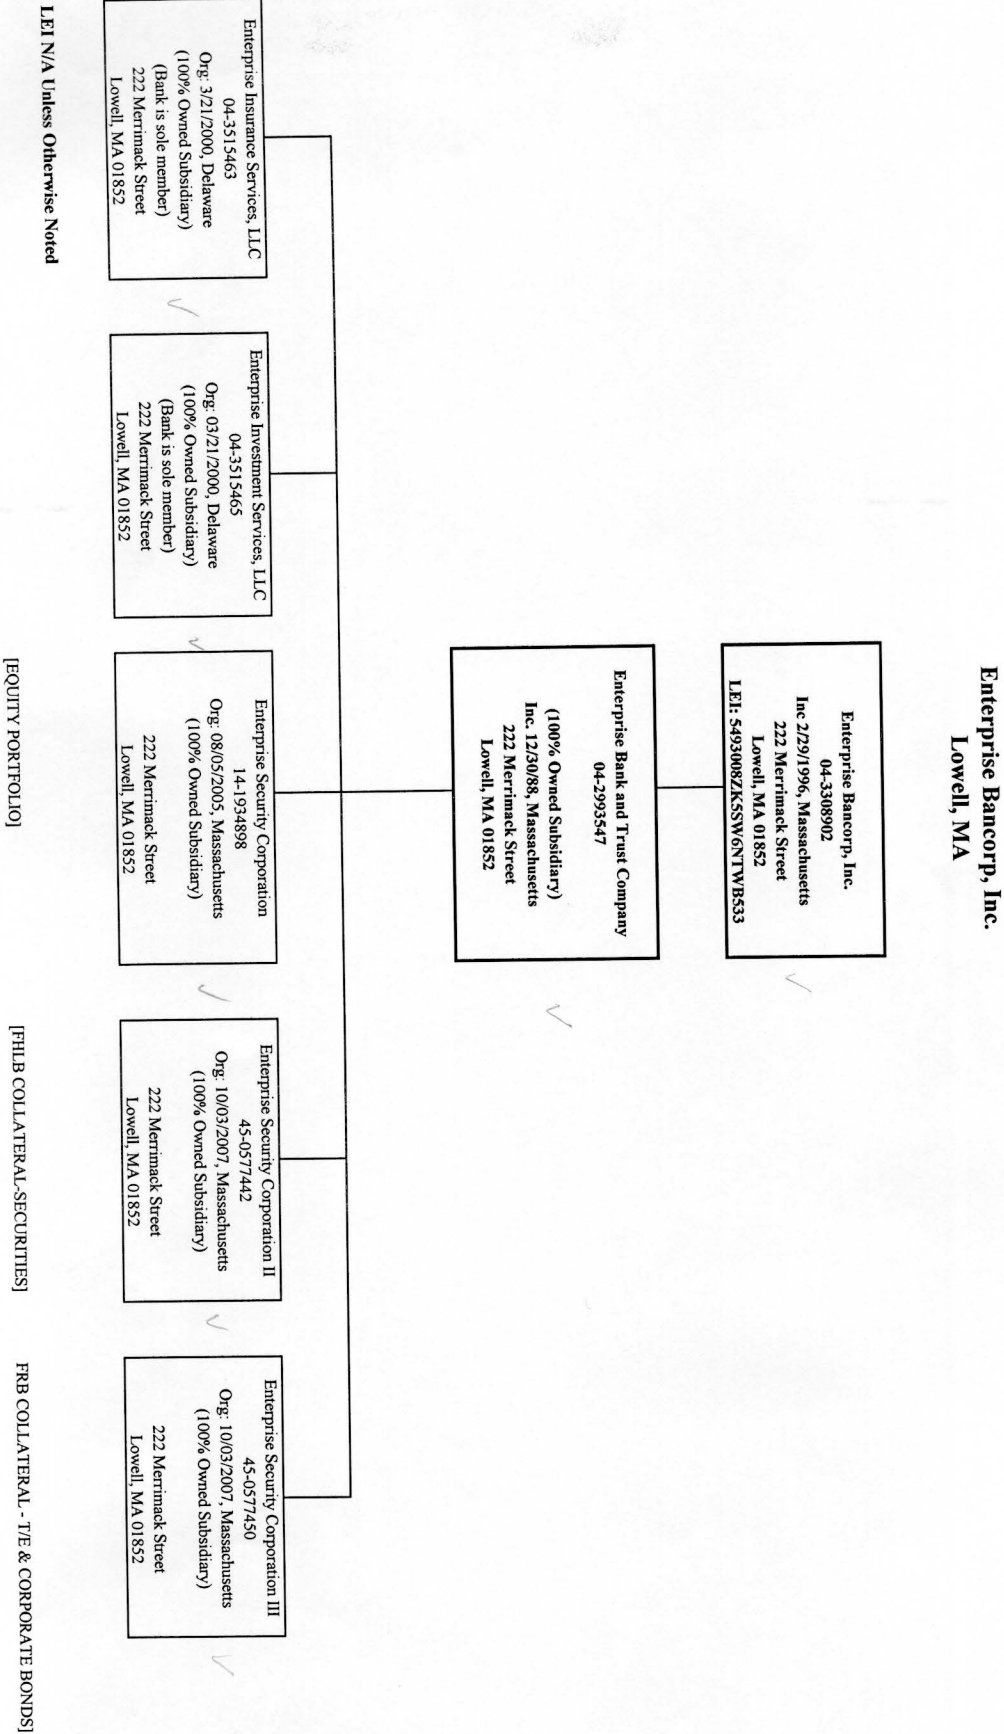 Enterprise Bancorp, Inc.
Lowell, MA
Enterprise Bancorp, Inc.
04-3308902
Inc 2/29/1996, Massachusetts
222 Merrimack Street
Lowell, MA 01852
LEI: 5493008ZK5SW6NTWB533
Enterprise Bank and Trust Company
04-2993547
(100% Owned Subsidiary)
Inc. 12/30/88, Massachusetts
222 Merrimack Street
Lowell, MA 01852
Enterprise Insurance Services, LLC
04-3515463
Org: 3/21/2000, Delaware
(100% Owned Subsidiary)
(Bank is sole member)
222 Merrimack Street
Lowell, MA 01852
Enterprise Investment Services, LLC
04-3515465
Org: 03/21/2000, Delaware
(100% Owned Subsidiary)
(Bank is sole member)
222 Merrimack Street
Lowell, MA 01852
Enterprise Security Corporation
14-1934898
Org: 08/05/2005, Massachusetts
(100% Owned Subsidiary)
222 Merrimack Street
Lowell, MA 01852
Enterprise Security Corporation II
45-0577442
Org: 10/03/2007, Massachusetts
(100% Owned Subsidiary)
222 Merrimack Street
Lowell, MA 01852
Enterprise Security Corporation III
45-0577450
Org: 10/03/2007, Massachusetts
(100% Owned Subsidiary)
222 Merrimack Street
Lowell, MA 01852
LEI N/A Unless Otherwise Noted
[EQUITY PORTFOLIO]
[FHLB COLLATERAL-SECURITIES]
FRB COLLATERAL - T/E & CORPORATE BONDS]